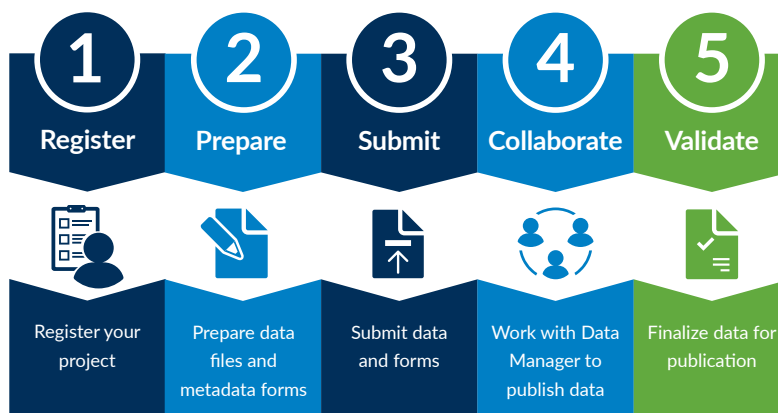 1
Register
Register your
project
2
Prepare
Prepare data
files and
metadata forms
3
Submit
Submit data
and forms
4
Collaborate
Work with Data
Manager to
publish data
5
Validate
Finalize data for
publication